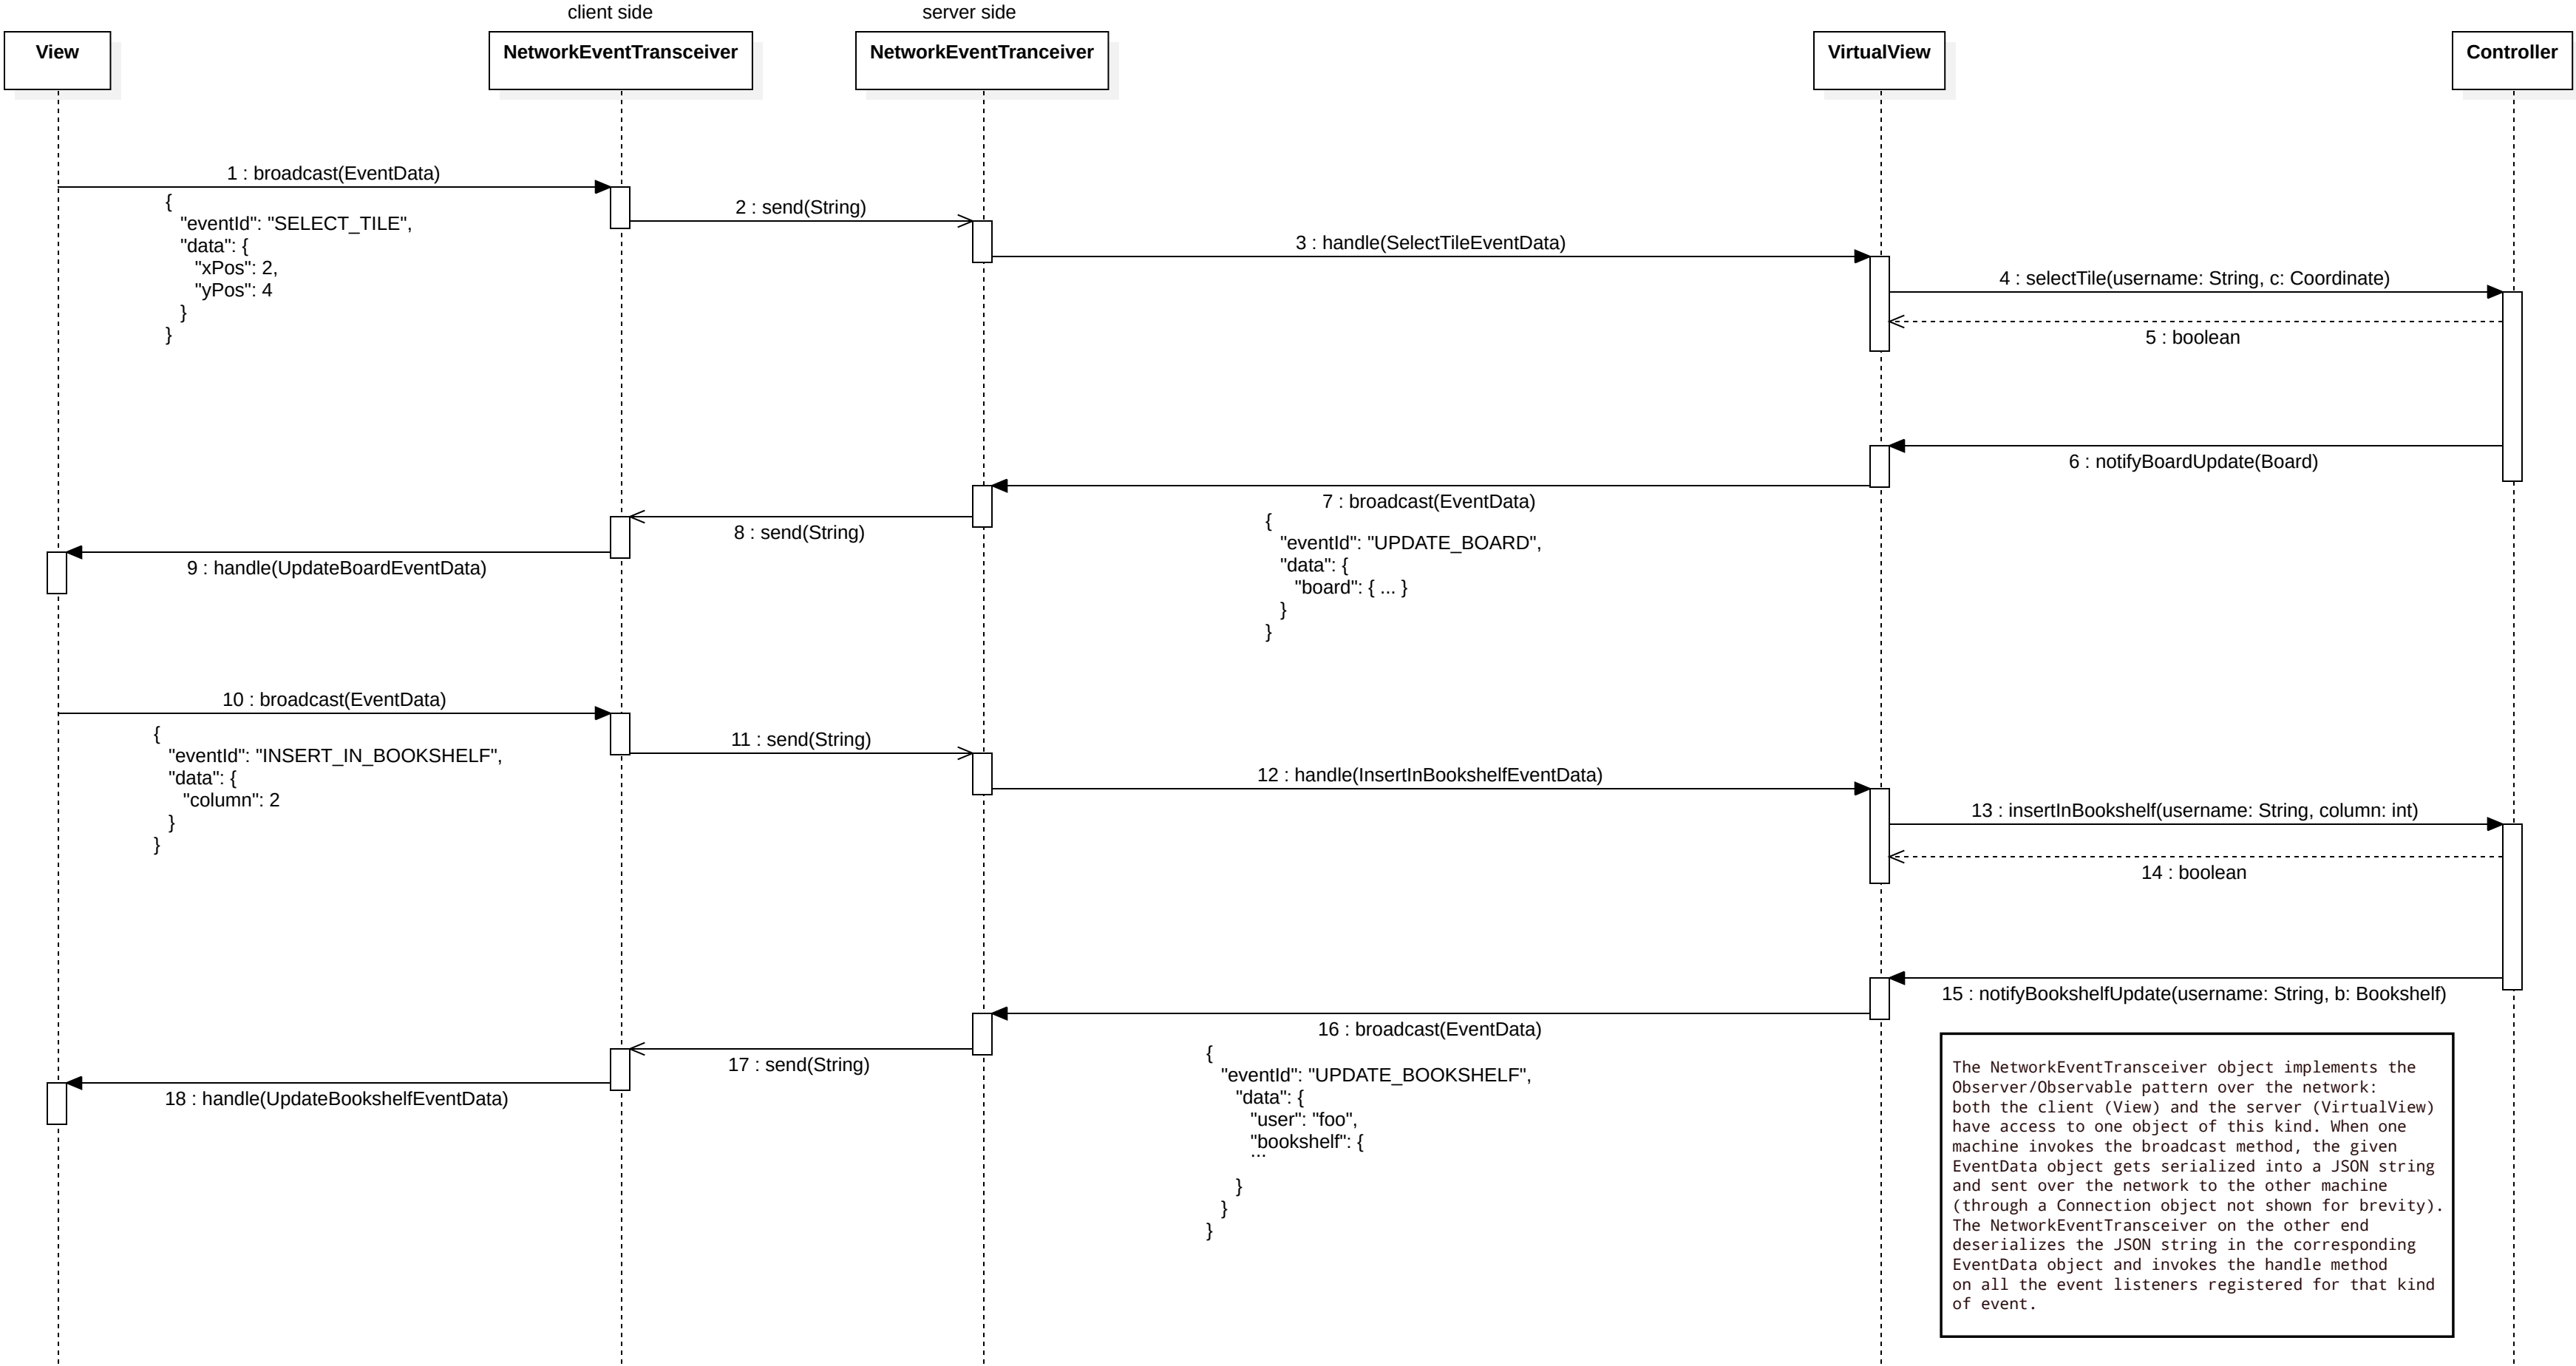 client side
server side
View
NetworkEventTransceiver
NetworkEventTranceiver
VirtualView
Controller
1 : broadcast(EventData)
{
"eventId": "SELECT_TILE",
"data": {
"xPos": 2,
"yPos": 4
}
}
2 : send(String)
3 : handle(SelectTileEventData)
4 : selectTile(username: String, c: Coordinate)
5 : boolean
6 : notifyBoardUpdate(Board)
7 : broadcast(EventData)
{
"eventId": "UPDATE_BOARD",
"data": {
"board": { ... }
}
}
8 : send(String)
9 : handle(UpdateBoardEventData)
10 : broadcast(EventData)
{
"eventId": "INSERT_IN_BOOKSHELF",
"data": {
"column": 2
}
}
11 : send(String)
12 : handle(InsertInBookshelfEventData)
13 : insertInBookshelf(username: String, column: int)
14 : boolean
15 : notifyBookshelfUpdate(username: String, b: Bookshelf)
16 : broadcast(EventData)
{
"eventId": "UPDATE_BOOKSHELF",
"data": {
"user": "foo",
"bookshelf": {
...
}
}
}
17 : send(String)
18 : handle(UpdateBookshelfEventData)
The NetworkEventTransceiver object implements the
Observer/Observable pattern over the network:
both the client (View) and the server (VirtualView)
have access to one object of this kind. When one
machine invokes the broadcast method, the given
EventData object gets serialized into a JSON string
and sent over the network to the other machine
(through a Connection object not shown for brevity).
The NetworkEventTransceiver on the other end
deserializes the JSON string in the corresponding
EventData object and invokes the handle method
on all the event listeners registered for that kind
of event.